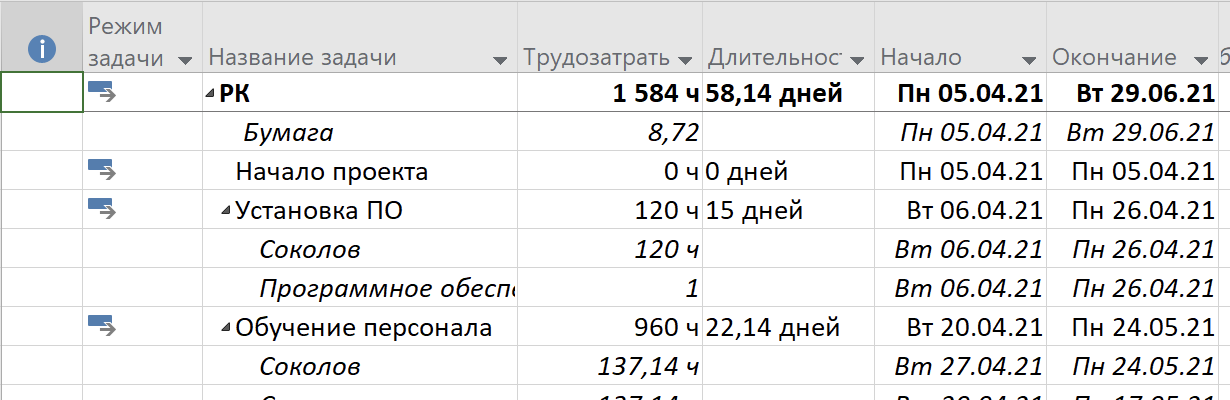 Режим задачи Название задачи Трудозатрать Длительнос Начало Окончание
РК 1 584 ч 58,14 дней Пн 05.04.21 Вт 29.06.21
Бумага 8,72 Пн 05.04.21 Вт 29.06.21
Начало проекта 0 ч 0 дней Пн 05.04.21 Пн 05.04.21
Установка ПО 120 ч 15 дней Вт 06.04.21 Пн 26.04.21
Соколов 120 ч Вт 06.04.21 Пн 26.04.21
Программное обесп 1 Вт 06.04.21 Пн 26.04.21
Обучение персонала 960 ч 22,14 дней Вт 20.04.21 Пн 24.05.21
Соколов 137,14 ч Вт 27.04.21 Пн 24.05.21